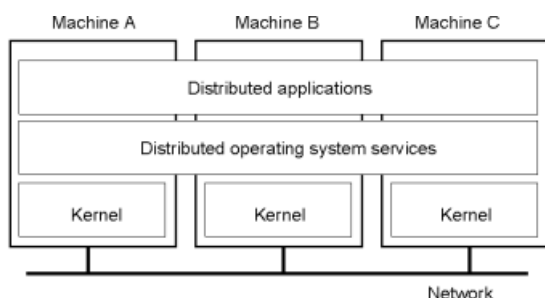 Machine A Machine B Machine C
Distributed applications
Distributed operating system services
Kernel Kernel Kernel
Network